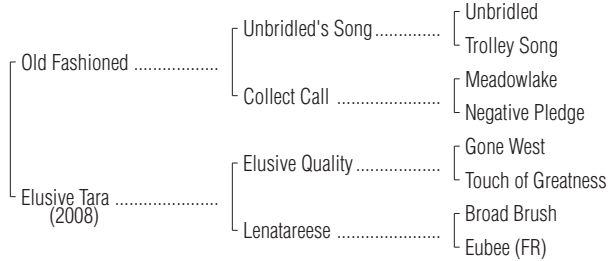 Unbridled
Unbridled's Song..............
Trolley Song
Old Fashioned ..................
Meadowlake
Collect Call ......................
Negative Pledge
Gone West
Elusive Quality..................
Touch of Greatness
Elusive Tara ......................
(2008)
Broad Brush
Lenatareese ......................
Eubee (FR)